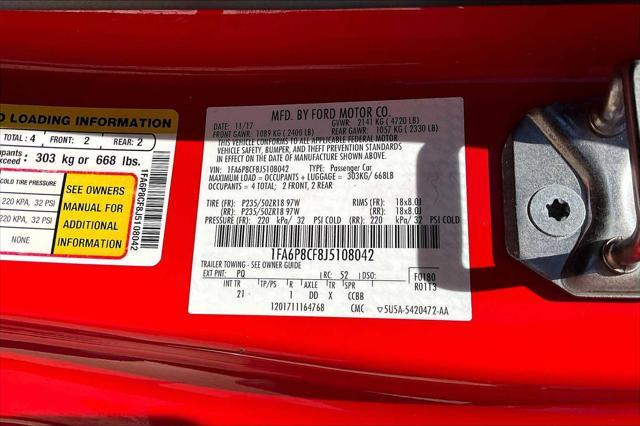 D LOADING INFORMATION
TOTAL: 4 FRONT: 2 REAR: 2
upants
xceed: 303 kg or 668 lbs.
COLD TIRE PRESSURE
220 KPA, 32 PSI
220 KPA, 32 PSI
NONE
SEE OWNERS
MANUAL FOR
ADDITIONAL
INFORMATION
1FA6P8CF8J5108042
MFD. BY FORD MOTOR CO.
DATE: 11/17 GVWR: 2141 KG (4720 LB)
FRONT GAWR: 1089 KG (2400 LB) REAR GAWR: 1057 KG (2330 LB)
THIS VEHICLE CONFORMS TO ALL APPLICABLE FEDERAL MOTOR
VEHICLE SAFETY, BUMPER, AND THEFT PREVENTION STANDARDS
IN EFFECT ON THE DATE OF MANUFACTURE SHOWN ABOVE.
VIN: 1FA6P8CF8J5108042 TYPE: Passenger Car
MAXIMUM LOAD = OCCUPANTS + LUGGAGE = 303KG/ 668LB
OCCUPANTS = 4 TOTAL; 2 FRONT, 2 REAR
FR: P235/50ZR18 97W RIMS (FR): 18x8.0J
RR: P235/50ZR18 97W (RR): 18x8.0J
PRESSURE (FR): 220 KPA/ 32 PSI COLD (RR): 220 KPA/ 32 PSI COLD
1FA6P8CF8J5108042
TRAILER TOWING - SEE OWNER GUIDE
EXT PNT: PQ RC: 52 DSO: F0180
R01T3
INT TR TP/PS R AXLE TR SPR
21 1 DD X CCBB
1201711164768 CMC 5U5A-5420472-AA